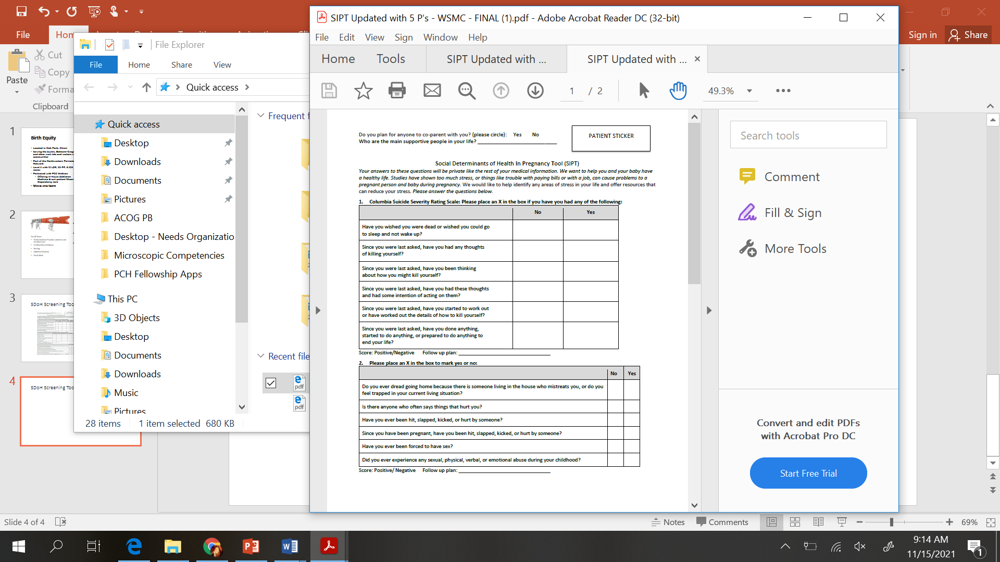 SIPT Updated with 5 P's - WSMC - FINAL (1).pdf - Adobe Acrobat Reader DC (32-bit)
File Edit View Sign Window Help
Home Tools SIPT Updated with ... SIPT Updated with ...
1 / 2 49.3%
File Hom
Sign in Share
Cut
Copy
Forma
Paste
Clipboard
File Explorer
File Home Share View
Quick access
Quick access
Desktop
Downloads
Documents
Pictures
ACOG PB
Desktop - Needs Organizatio
Microscopic Competencies
PCH Fellowship Apps
This PC
3D Objects
Desktop
Documents
Downloads
Music
Pictures
Frequent f
Recent file
pdf
pdf
28 items 1 item selected 680 KB
1
Birth Equity
Located in Oak Park, Illinois
2
3
SDoH Screening Too
4
SDoH Screening Too
Do you plan for anyone to co-parent with you? (please circle): Yes No
Who are the main supportive people in your life?
PATIENT STICKER
Social Determinants of Health In Pregnancy Tool (SIPT)
Your answers to these questions will be private like the rest of your medical information. We want to help you and your baby have
a healthy life. Studies have shown too much stress, or things like trouble with paying bills or with a job, can cause problems to a
pregnant person and baby during pregnancy. We would like to help identify any areas of stress in your life and offer resources that
can reduce your stress. Please answer the questions below.
1. Columbia Suicide Severity Rating Scale: Please place an X in the box if you have you had any of the following:
No Yes
Have you wished you were dead or wished you could go
to sleep and not wake up?
Since you were last asked, have you had any thoughts
of killing yourself?
Since you were last asked, have you been thinking
about how you might kill yourself?
Since you were last asked, have you had these thoughts
and had some intention of acting on them?
Since you were last asked, have you started to work out
or have worked out the details of how to kill yourself?
Since you were last asked, have you done anything,
started to do anything, or prepared to do anything to
end your life?
Score: Positive/Negative Follow up plan:
2. Please place an X in the box to mark yes or no:
No Yes
Do you ever dread going home because there is someone living in the house who mistreats you, or do you
feel trapped in your current living situation?
Is there anyone who often says things that hurt you?
Have you ever been hit, slapped, kicked, or hurt by someone?
Since you have been pregnant, have you been hit, slapped, kicked, or hurt by someone?
Have you ever been forced to have sex?
Did you ever experience any sexual, physical, verbal, or emotional abuse during your childhood?
Score: Positive/ Negative Follow up plan:
Search tools
Comment
Fill & Sign
More Tools
Convert and edit PDFs
with Acrobat Pro DC
Start Free Trial
Slide 4 of 4
Notes Comments 69%
9:14 AM
11/15/2021
1